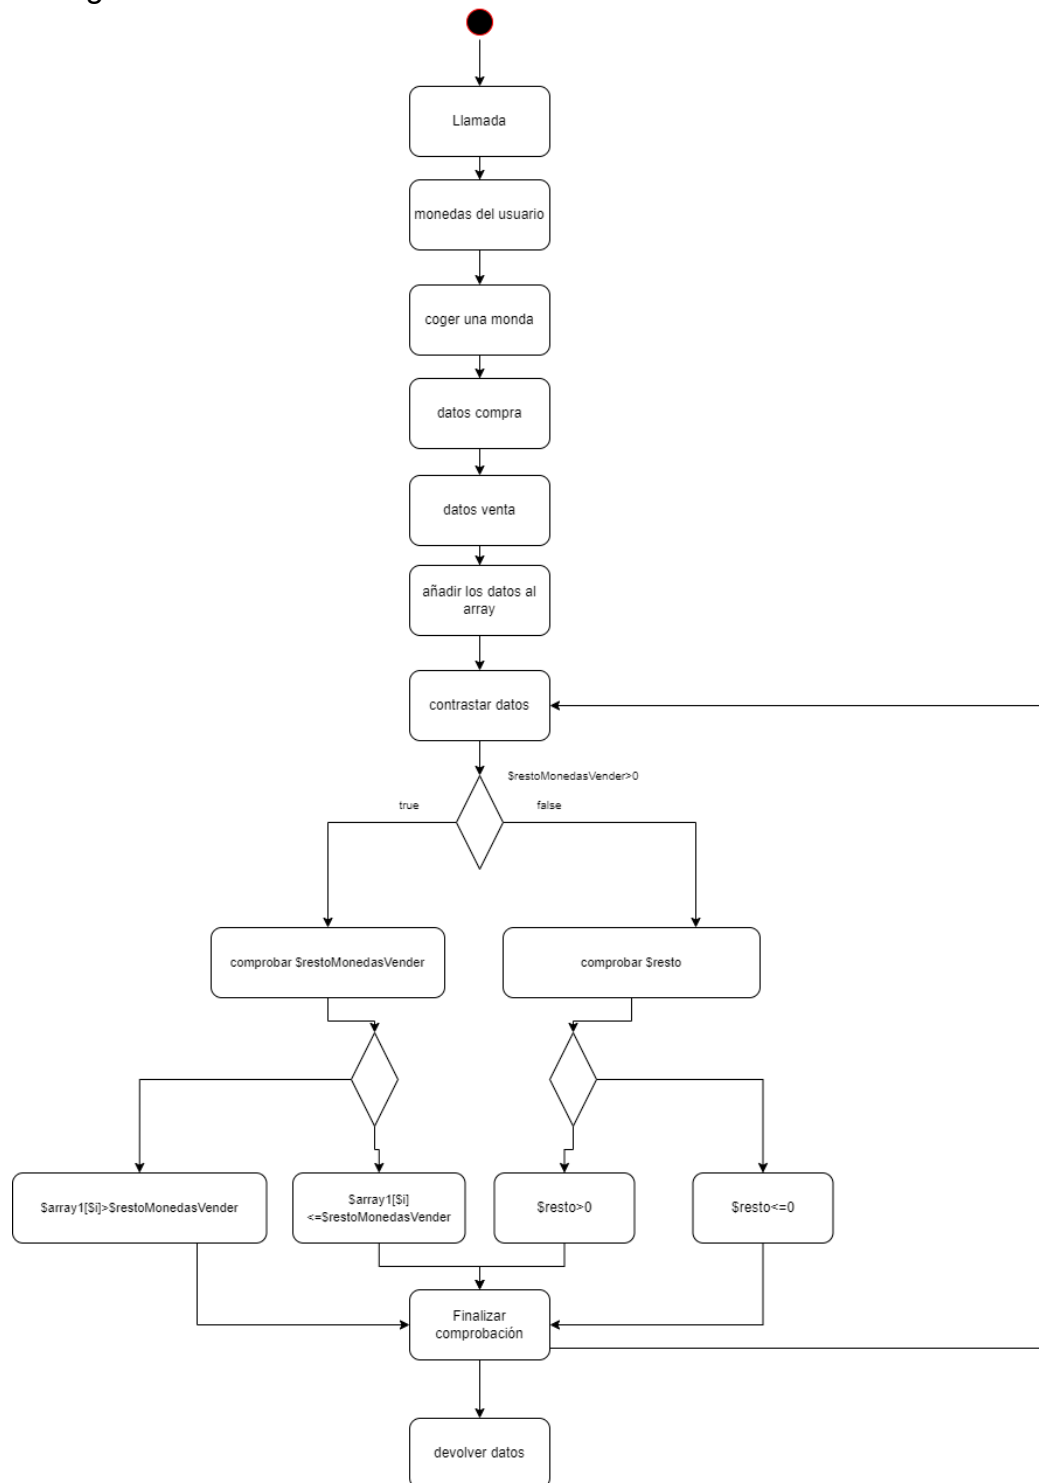 Llamada
monedas del usuario
coger una monda
datos compra
datos venta
añadir los datos al
array
contrastar datos
$restoMonedasVender>0
true
false
comprobar $restoMonedasVender
comprobar $resto
$array1[$i]>$restoMonedasVender
$array1[$i]
<=$restoMonedasVender
$resto>0
$resto<=0
Finalizar
comprobación
devolver datos